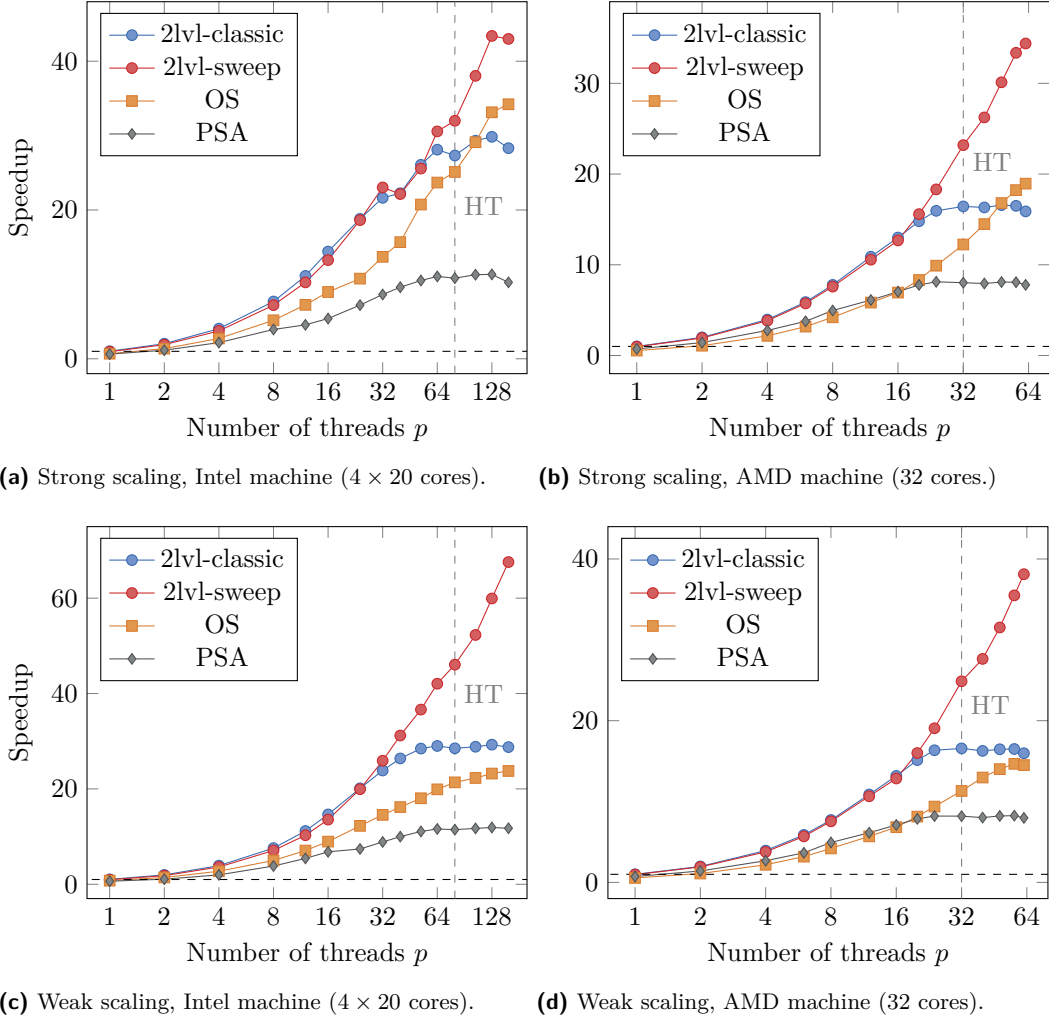 2lvl-classic
2lvl-sweep
OS
PSA
HT
40
20
0
Speedup
1 2 4 8 16 32 64 128
Number of threads p
(a) Strong scaling, Intel machine (4 × 20 cores).
2lvl-classic
2lvl-sweep
OS
PSA
HT
30
20
10
0
1 2 4 8 16 32 64
Number of threads p
(b) Strong scaling, AMD machine (32 cores.)
2lvl-classic
2lvl-sweep
OS
PSA
HT
60
40
20
0
Speedup
1 2 4 8 16 32 64 128
Number of threads p
(c) Weak scaling, Intel machine (4 × 20 cores).
2lvl-classic
2lvl-sweep
OS
PSA
HT
40
20
0
1 2 4 8 16 32 64
Number of threads p
(d) Weak scaling, AMD machine (32 cores).